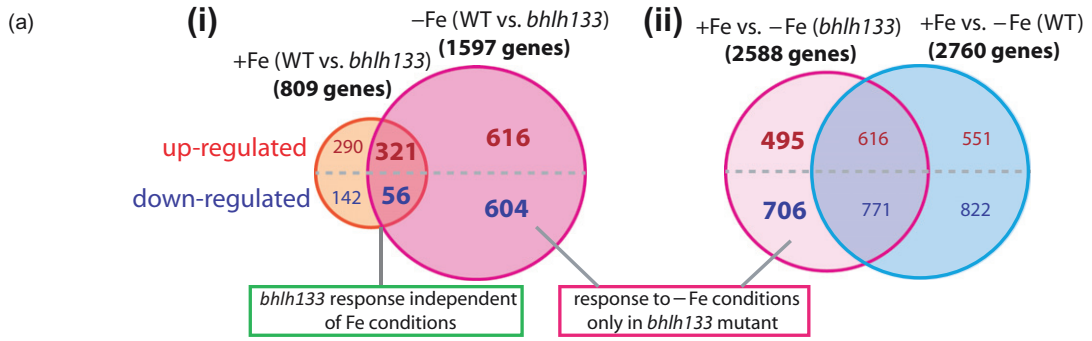 (a)
(i)
+Fe (WT vs. bhlh133)
(809 genes)
−Fe (WT vs. bhlh133)
(1597 genes)
up-regulated
290
321
616
down-regulated
142
56
604
(ii)
+Fe vs. −Fe (bhlh133)
(2588 genes)
+Fe vs. −Fe (WT)
(2760 genes)
495
616
551
706
771
822
bhlh133 response independent
of Fe conditions
response to −Fe conditions
only in bhlh133 mutant